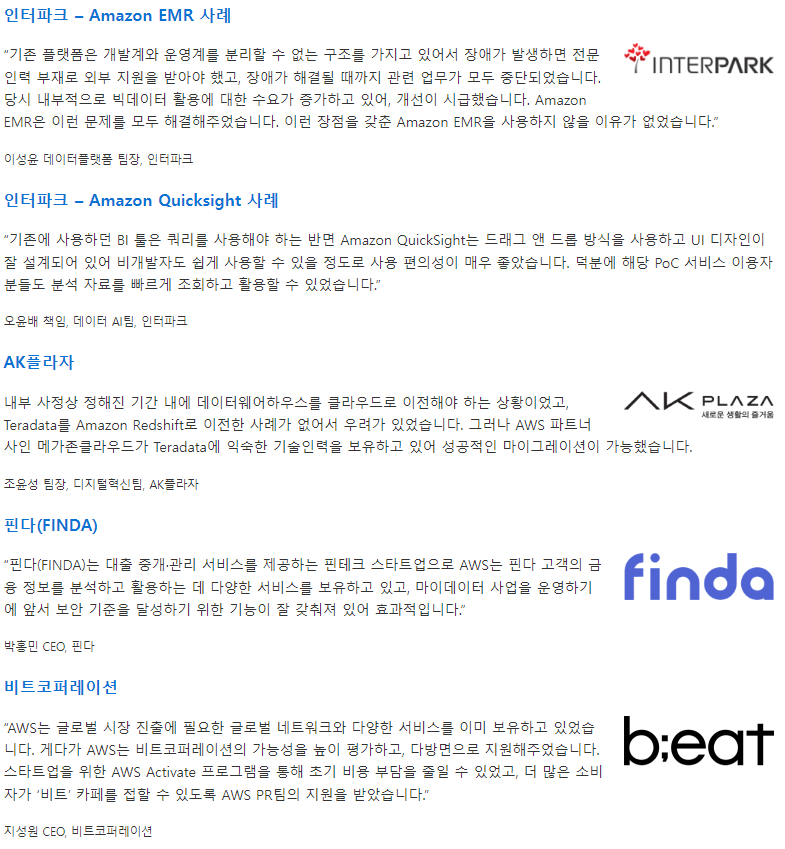 인터파크 – Amazon EMR 사례
“기존 플랫폼은 개발계와 운영계를 분리할 수 없는 구조를 가지고 있어서 장애가 발생하면 전문
인력 부재로 외부 지원을 받아야 했고, 장애가 해결될 때까지 관련 업무가 모두 중단되었습니다.
당시 내부적으로 빅데이터 활용에 대한 수요가 증가하고 있어, 개선이 시급했습니다. Amazon
EMR은 이런 문제를 모두 해결해주었습니다. 이런 장점을 갖춘 Amazon EMR을 사용하지 않을 이유가 없었습니다.”
INTERPARK
이성윤 데이터플랫폼 팀장, 인터파크
인터파크 – Amazon Quicksight 사례
“기존에 사용하던 BI 툴은 쿼리를 사용해야 하는 반면 Amazon QuickSight는 드래그 앤 드롭 방식을 사용하고 UI 디자인이
잘 설계되어 있어 비개발자도 쉽게 사용할 수 있을 정도로 사용 편의성이 매우 좋았습니다. 덕분에 해당 PoC 서비스 이용자
분들도 분석 자료를 빠르게 조회하고 활용할 수 있었습니다.”
오윤배 책임, 데이터 AI팀, 인터파크
AK플라자
내부 사정상 정해진 기간 내에 데이터웨어하우스를 클라우드로 이전해야 하는 상황이었고,
Teradata를 Amazon Redshift로 이전한 사례가 없어서 우려가 있었습니다. 그러나 AWS 파트너
사인 메가존클라우드가 Teradata에 익숙한 기술인력을 보유하고 있어 성공적인 마이그레이션이 가능했습니다.
AK PLAZA
새로운 생활의 즐거움
조윤성 팀장, 디지털혁신팀, AK플라자
핀다(FINDA)
“핀다(FINDA)는 대출 중개·관리 서비스를 제공하는 핀테크 스타트업으로 AWS는 핀다 고객의 금
융 정보를 분석하고 활용하는 데 다양한 서비스를 보유하고 있고, 마이데이터 사업을 운영하기
에 앞서 보안 기준을 달성하기 위한 기능이 잘 갖춰져 있어 효과적입니다.”
finda
박홍민 CEO, 핀다
비트코퍼레이션
“AWS는 글로벌 시장 진출에 필요한 글로벌 네트워크와 다양한 서비스를 이미 보유하고 있었습
니다. 게다가 AWS는 비트코퍼레이션의 가능성을 높이 평가하고, 다방면으로 지원해주었습니다.
스타트업을 위한 AWS Activate 프로그램을 통해 초기 비용 부담을 줄일 수 있었고, 더 많은 소비
자가 ‘비트’ 카페를 접할 수 있도록 AWS PR팀의 지원을 받았습니다.”
b;eat
지성원 CEO, 비트코퍼레이션